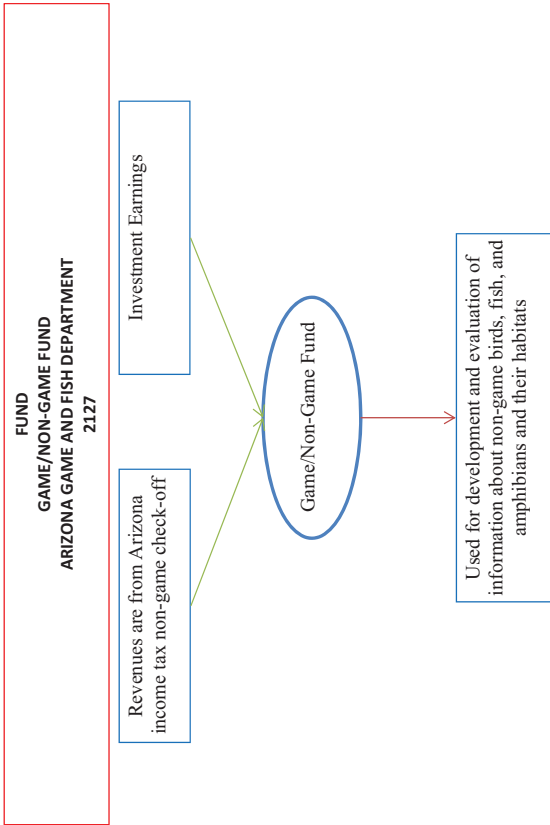 FUND
GAME/NON-GAME FUND
ARIZONA GAME AND FISH DEPARTMENT
2127
Revenues are from Arizona
income tax non-game check-off
Investment Earnings
Game/Non-Game Fund
Used for development and evaluation of
information about non-game birds, fish, and
amphibians and their habitats